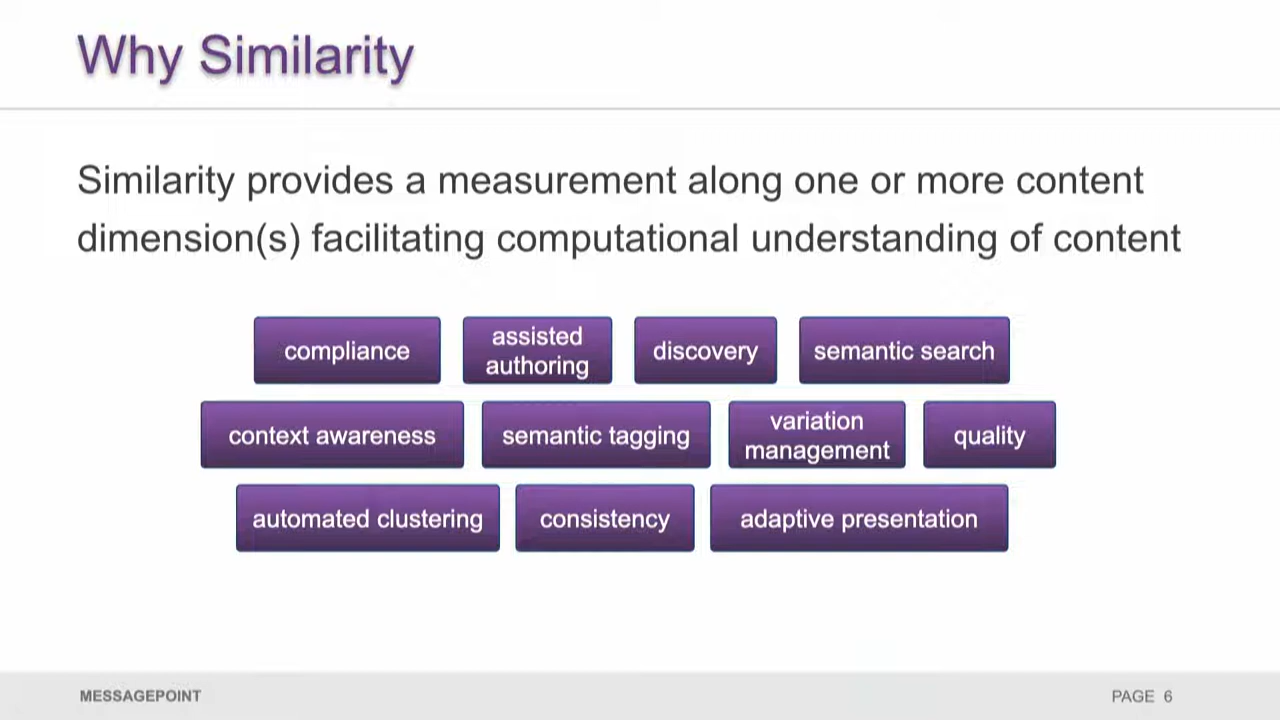 Why Similarity
Similarity provides a measurement along one or more content
dimension(s) facilitating computational understanding of content
compliance
assisted
authoring
discovery
semantic search
context awareness
semantic tagging
variation
management
quality
automated clustering
consistency
adaptive presentation
MESSAGEPOINT
PAGE 6